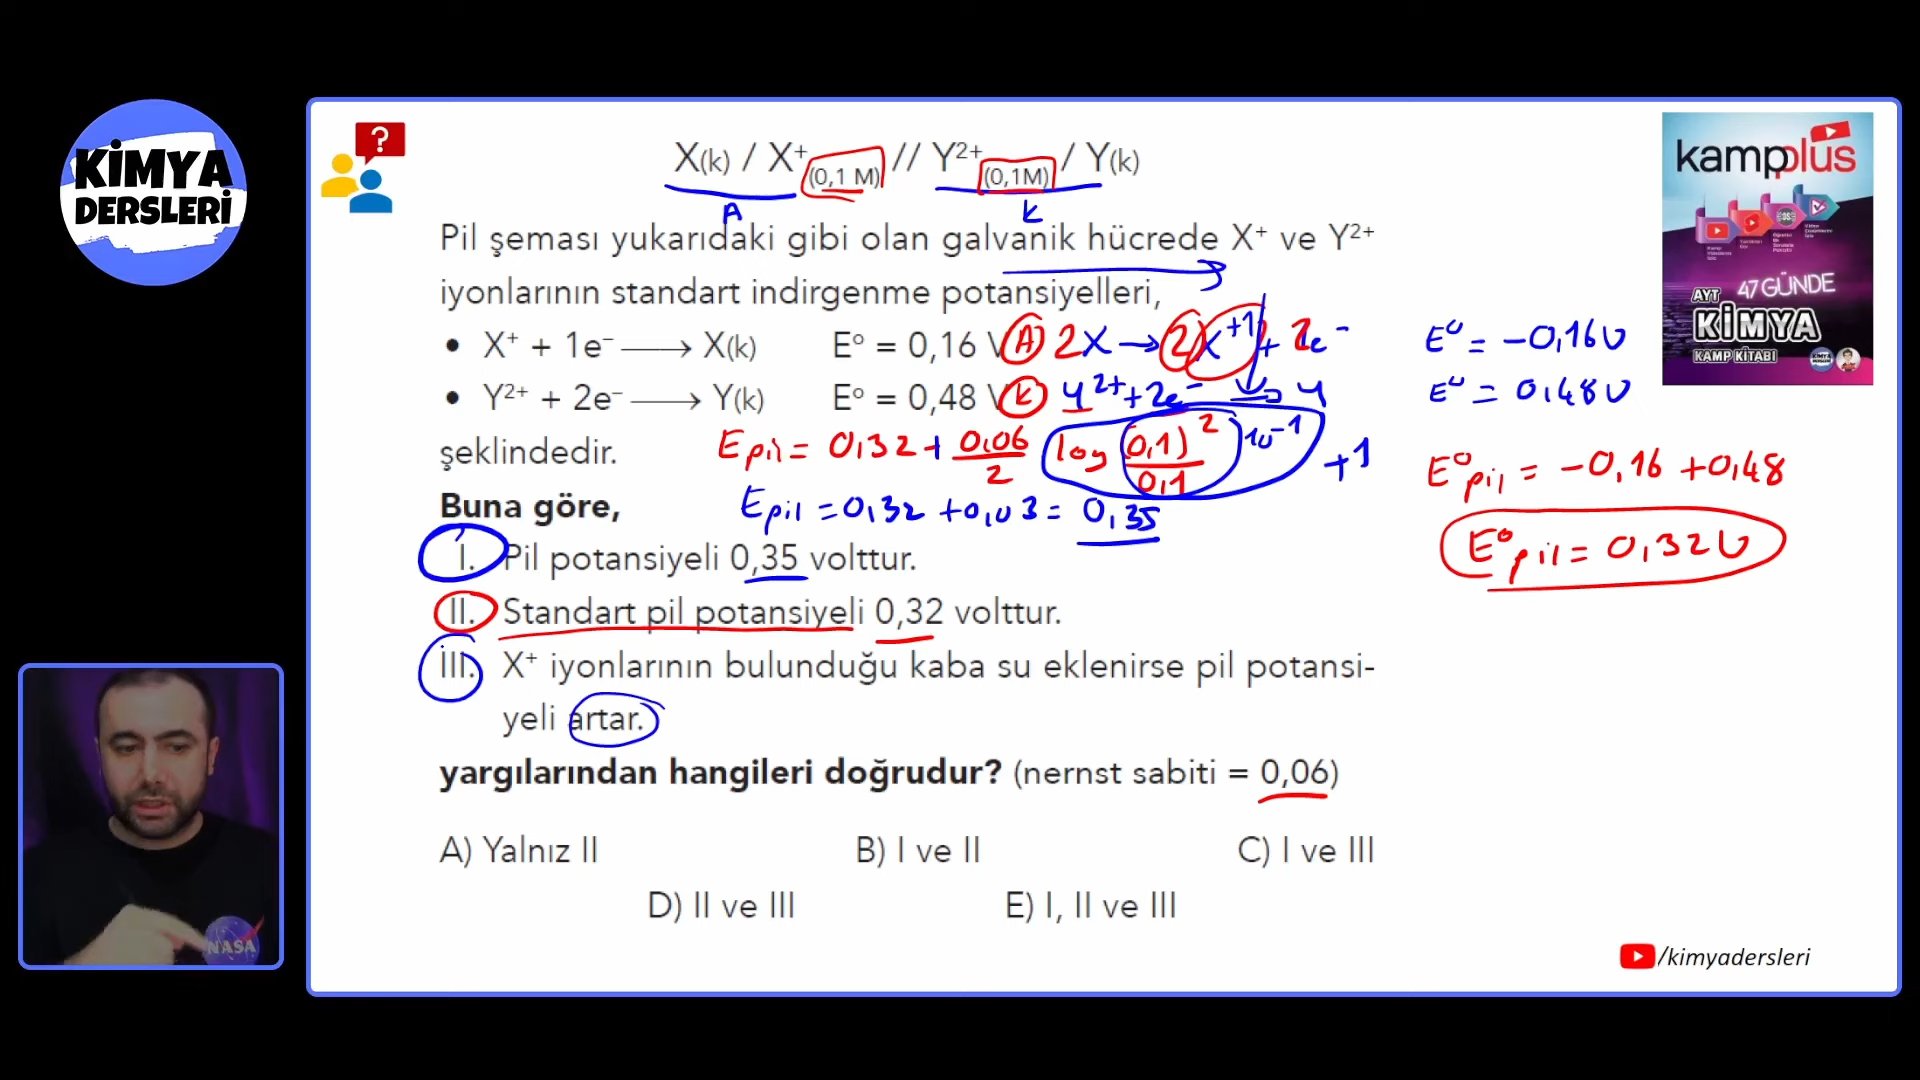 KİMYA
DERSLERİ
?
X(k) / X⁺(0,1 M) // Y²⁺(0,1M) / Y(k)
A K
Pil şeması yukarıdaki gibi olan galvanik hücrede X⁺ ve Y²⁺
iyonlarının standart indirgenme potansiyelleri,
• X⁺ + 1e⁻ ⟶ X(k) E° = 0,16 V
A 2X → 2X⁺¹ + 2e⁻ E° = -0,16V
• Y²⁺ + 2e⁻ ⟶ Y(k) E° = 0,48 V
K Y²⁺ + 2e⁻ → Y E° = 0,48V
şeklindedir.
Epil = 0,32 + 0,06/2 log (0,1)²/0,1 10⁻¹ +1
E°pil = -0,16 + 0,48
Buna göre,
Epil = 0,32 + 0,03 = 0,35
E°pil = 0,32V
I. Pil potansiyeli 0,35 volttur.
II. Standart pil potansiyeli 0,32 volttur.
III. X⁺ iyonlarının bulunduğu kaba su eklenirse pil potansi-
yeli artar.
yargılarından hangileri doğrudur? (nernst sabiti = 0,06)
A) Yalnız II B) I ve II C) I ve III
D) II ve III E) I, II ve III
kampplus
AYT 47 GÜNDE
KİMYA
KAMP KİTABI
NASA
/kimyadersleri